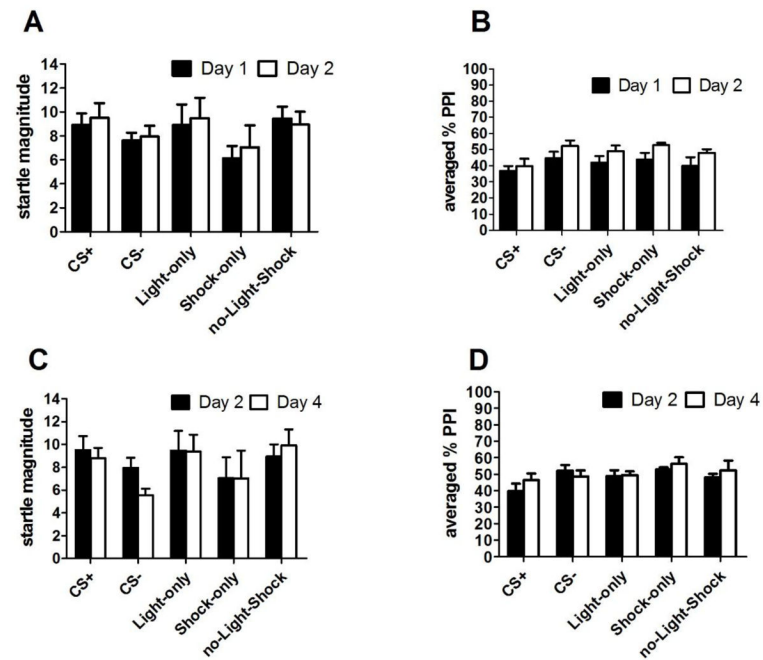 A
startle magnitude
14
12
10
8
6
4
2
0
Day 1 Day 2
CS+
CS-
Light-only
Shock-only
no-Light-Shock
B
averaged % PPI
100
90
80
70
60
50
40
30
20
10
0
Day 1 Day 2
CS+
CS-
Light-only
Shock-only
no-Light-Shock
C
startle magnitude
14
12
10
8
6
4
2
0
Day 2 Day 4
CS+
CS-
Light-only
Shock-only
no-Light-Shock
D
averaged % PPI
100
90
80
70
60
50
40
30
20
10
0
Day 2 Day 4
CS+
CS-
Light-only
Shock-only
no-Light-Shock